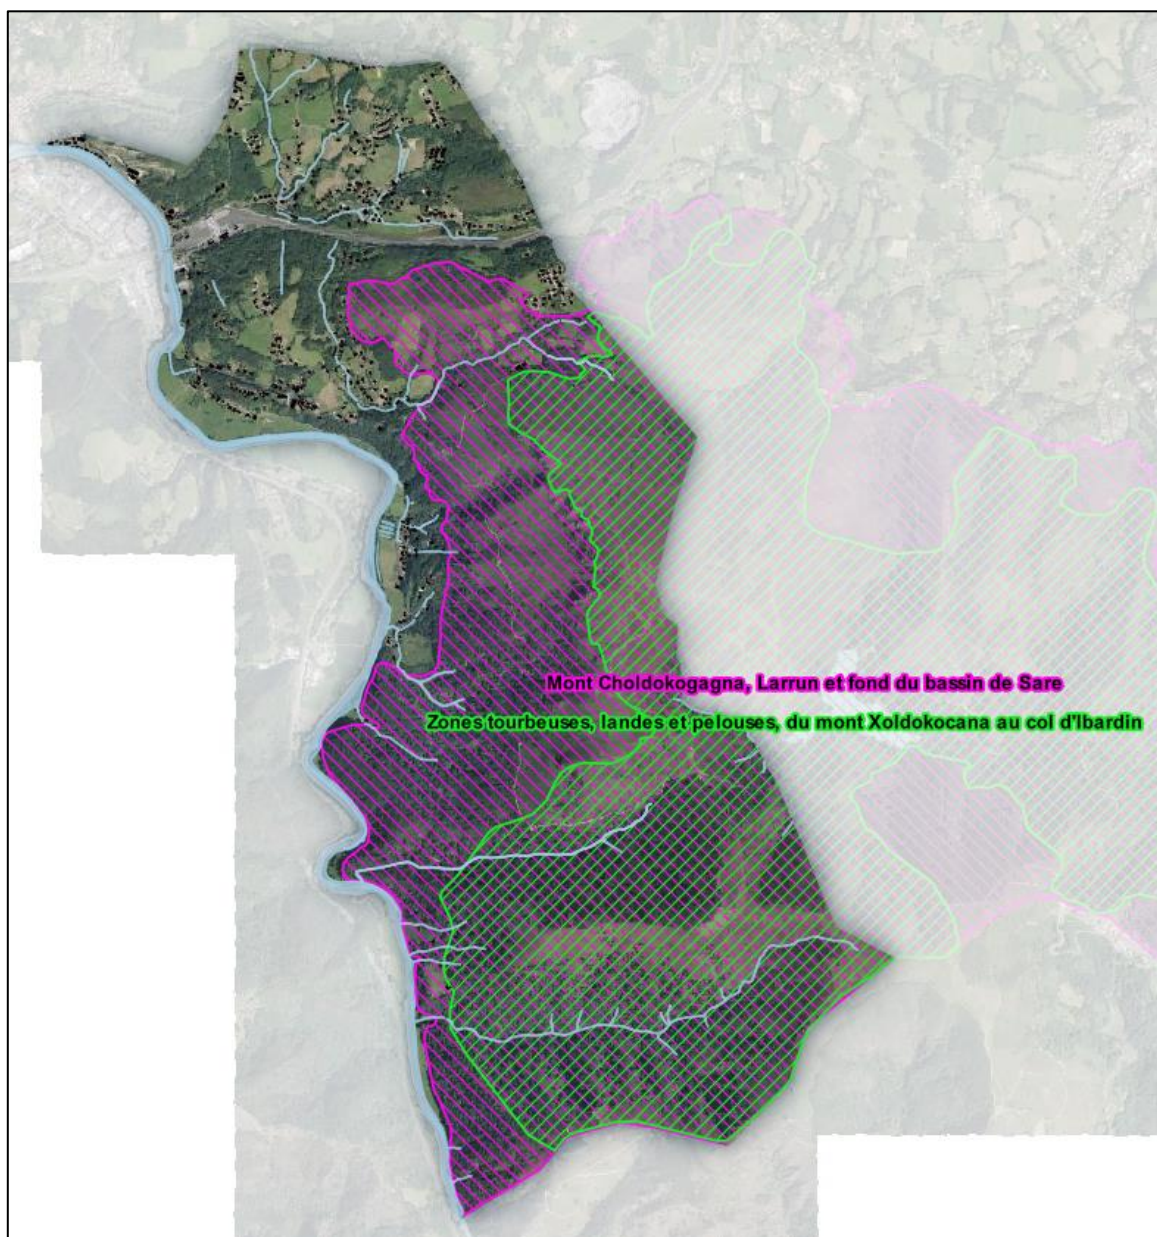 Mont Choldokogagna, Larrun et fond du bassin de Sare
Zones tourbeuses, landes et pelouses, du mont Xoldokocana au col d'Ibardin